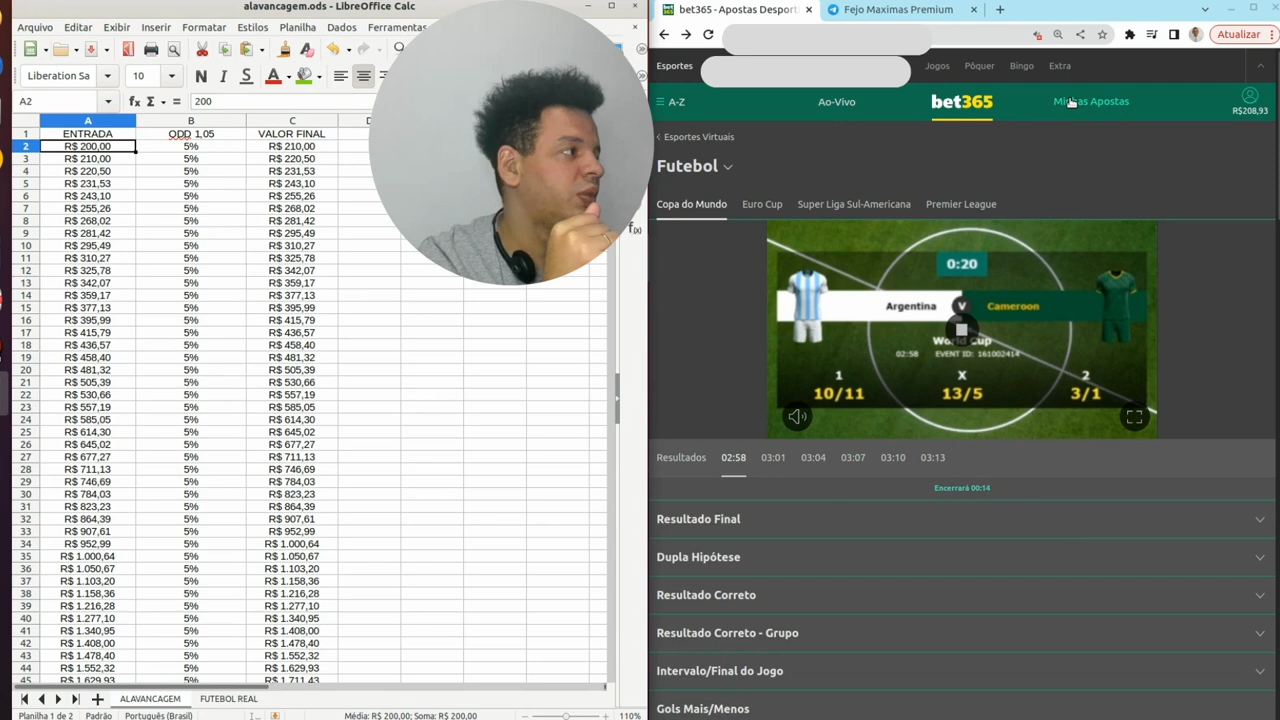 alavancagem.ods - LibreOffice Calc
Arquivo Editar Exibir Inserir Formatar Estilos Planilha Dados Ferramentas
Liberation Sa 10 N I S A
A2 fx Σ = 200
A B C D
1 ENTRADA ODD 1,05 VALOR FINAL
2 R$ 200,00 5% R$ 210,00
3 R$ 210,00 5% R$ 220,50
4 R$ 220,50 5% R$ 231,53
5 R$ 231,53 5% R$ 243,10
6 R$ 243,10 5% R$ 255,26
7 R$ 255,26 5% R$ 268,02
8 R$ 268,02 5% R$ 281,42
9 R$ 281,42 5% R$ 295,49
10 R$ 295,49 5% R$ 310,27
11 R$ 310,27 5% R$ 325,78
12 R$ 325,78 5% R$ 342,07
13 R$ 342,07 5% R$ 359,17
14 R$ 359,17 5% R$ 377,13
15 R$ 377,13 5% R$ 395,99
16 R$ 395,99 5% R$ 415,79
17 R$ 415,79 5% R$ 436,57
18 R$ 436,57 5% R$ 458,40
19 R$ 458,40 5% R$ 481,32
20 R$ 481,32 5% R$ 505,39
21 R$ 505,39 5% R$ 530,66
22 R$ 530,66 5% R$ 557,19
23 R$ 557,19 5% R$ 585,05
24 R$ 585,05 5% R$ 614,30
25 R$ 614,30 5% R$ 645,02
26 R$ 645,02 5% R$ 677,27
27 R$ 677,27 5% R$ 711,13
28 R$ 711,13 5% R$ 746,69
29 R$ 746,69 5% R$ 784,03
30 R$ 784,03 5% R$ 823,23
31 R$ 823,23 5% R$ 864,39
32 R$ 864,39 5% R$ 907,61
33 R$ 907,61 5% R$ 952,99
34 R$ 952,99 5% R$ 1.000,64
35 R$ 1.000,64 5% R$ 1.050,67
36 R$ 1.050,67 5% R$ 1.103,20
37 R$ 1.103,20 5% R$ 1.158,36
38 R$ 1.158,36 5% R$ 1.216,28
39 R$ 1.216,28 5% R$ 1.277,10
40 R$ 1.277,10 5% R$ 1.340,95
41 R$ 1.340,95 5% R$ 1.408,00
42 R$ 1.408,00 5% R$ 1.478,40
43 R$ 1.478,40 5% R$ 1.552,32
44 R$ 1.552,32 5% R$ 1.629,93
45 R$ 1.629,93 5% R$ 1.711,43
ALAVANCAGEM FUTEBOL REAL
Planilha 1 de 2 Padrão Português (Brasil) Média: R$ 200,00; Soma: R$ 200,00 110%
f(x)
bet365 - Apostas Desport Fejo Maximas Premium
Atualizar
Esportes Jogos Pôquer Bingo Extra
A-Z Ao-Vivo bet365 Apostas R$208,93
Esportes Virtuais
Futebol
Copa do Mundo Euro Cup Super Liga Sul-Americana Premier League
0:20
Argentina V Cameroon
World Cup
02:58 EVENT ID: 161002414
1 X 2
10/11 13/5 3/1
Resultados 02:58 03:01 03:04 03:07 03:10 03:13
Encerrará 00:14
Resultado Final
Dupla Hipótese
Resultado Correto
Resultado Correto - Grupo
Intervalo/Final do Jogo
Gols Mais/Menos